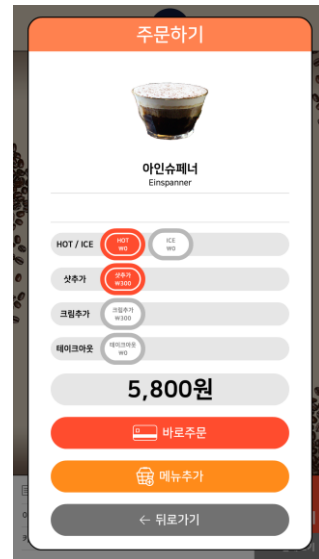 주문하기
아인슈페너
Einspanner
HOT / ICE HOT ₩0 ICE ₩0
샷추가 샷추가 ₩300
크림추가 크림추가 ₩300
테이크아웃 테이크아웃 ₩0
5,800원
바로주문
메뉴추가
← 뒤로가기